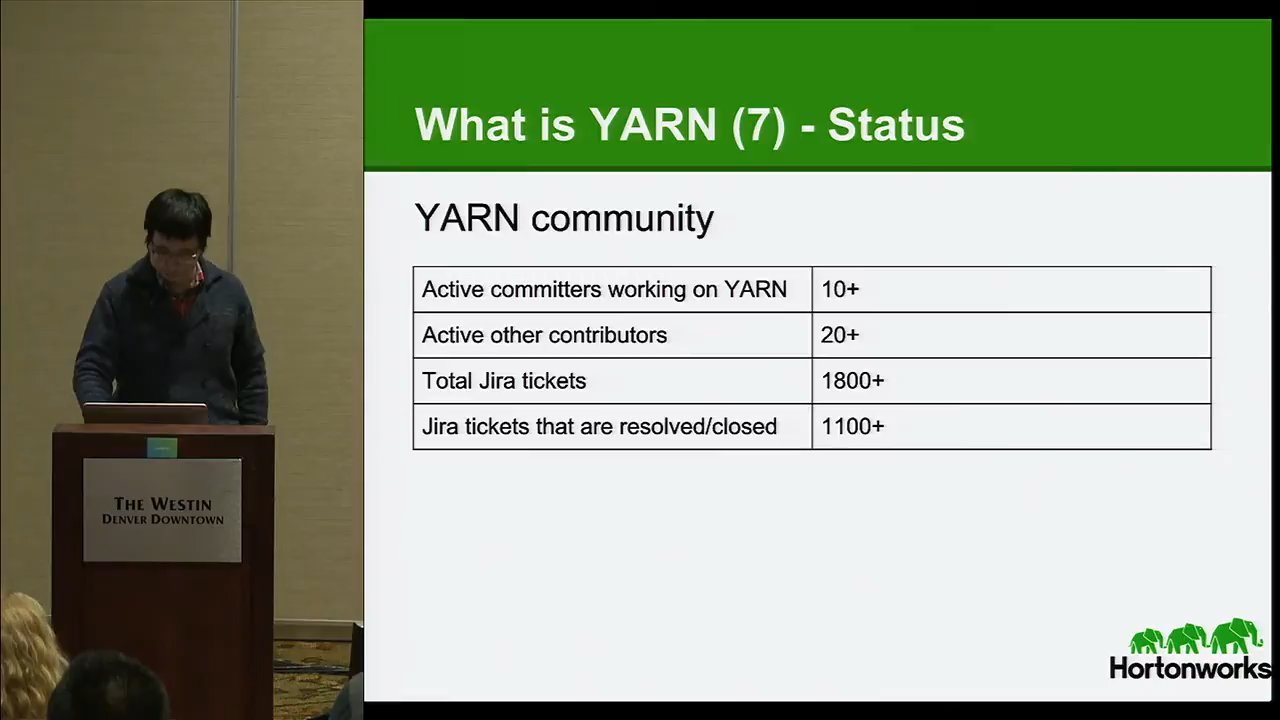 What is YARN (7) - Status
YARN community
Active committers working on YARN 10+
Active other contributors 20+
Total Jira tickets 1800+
Jira tickets that are resolved/closed 1100+
Hortonworks
THE WESTIN
DENVER DOWNTOWN